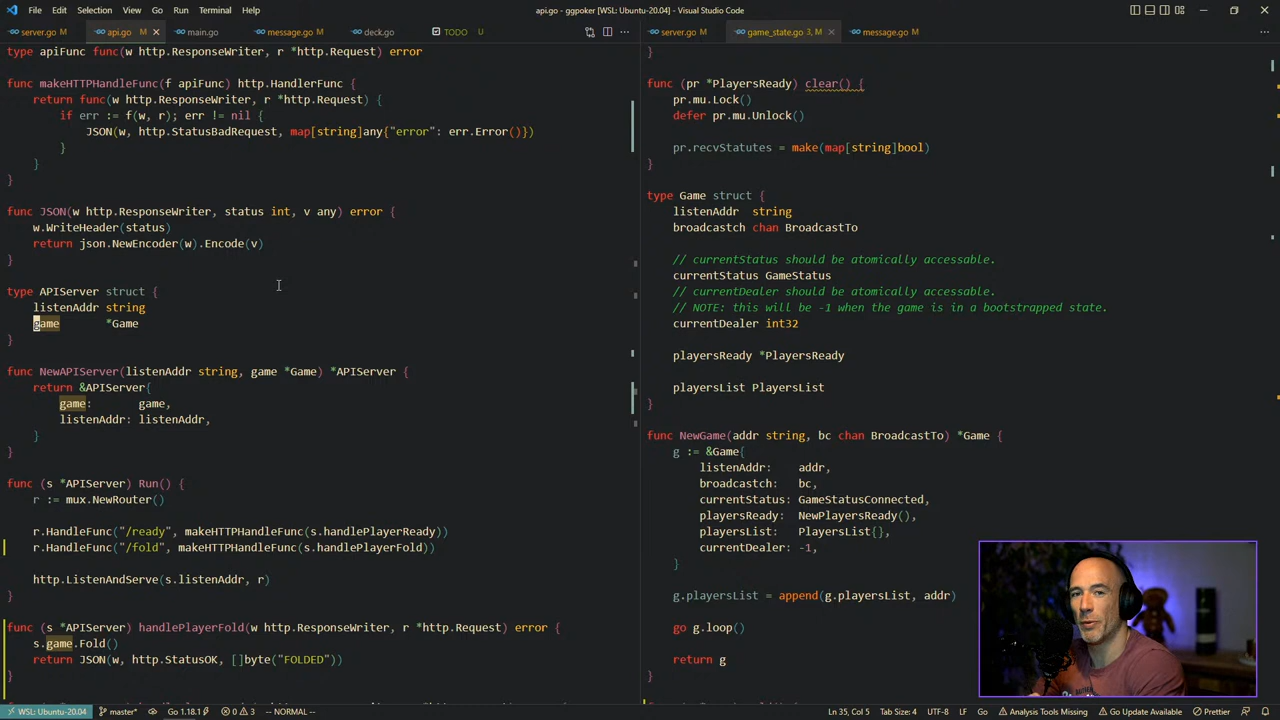 File Edit Selection View Go Run Terminal Help
api.go - ggpoker [WSL: Ubuntu-20.04] - Visual Studio Code
server.go M api.go M main.go message.go M deck.go TODO U
server.go M game_state.go 3, M message.go M
type apiFunc func(w http.ResponseWriter, r *http.Request) error
func makeHTTPHandleFunc(f apiFunc) http.HandlerFunc {
return func(w http.ResponseWriter, r *http.Request) {
if err := f(w, r); err != nil {
JSON(w, http.StatusBadRequest, map[string]any{"error": err.Error()})
}
}
}
func JSON(w http.ResponseWriter, status int, v any) error {
w.WriteHeader(status)
return json.NewEncoder(w).Encode(v)
}
type APIServer struct {
listenAddr string
game *Game
}
func NewAPIServer(listenAddr string, game *Game) *APIServer {
return &APIServer{
game: game,
listenAddr: listenAddr,
}
}
func (s *APIServer) Run() {
r := mux.NewRouter()
r.HandleFunc("/ready", makeHTTPHandleFunc(s.handlePlayerReady))
r.HandleFunc("/fold", makeHTTPHandleFunc(s.handlePlayerFold))
http.ListenAndServe(s.listenAddr, r)
}
func (s *APIServer) handlePlayerFold(w http.ResponseWriter, r *http.Request) error {
s.game.Fold()
return JSON(w, http.StatusOK, []byte("FOLDED"))
}
}
func (pr *PlayersReady) clear() {
pr.mu.Lock()
defer pr.mu.Unlock()
pr.recvStatutes = make(map[string]bool)
}
type Game struct {
listenAddr string
broadcastch chan BroadcastTo
// currentStatus should be atomically accessable.
currentStatus GameStatus
// currentDealer should be atomically accessable.
// NOTE: this will be -1 when the game is in a bootstrapped state.
currentDealer int32
playersReady *PlayersReady
playersList PlayersList
}
func NewGame(addr string, bc chan BroadcastTo) *Game {
g := &Game{
listenAddr: addr,
broadcastch: bc,
currentStatus: GameStatusConnected,
playersReady: NewPlayersReady(),
playersList: PlayersList{},
currentDealer: -1,
}
g.playersList = append(g.playersList, addr)
go g.loop()
return g
}
WSL: Ubuntu-20.04 master* Go 1.18.1 0 3 -- NORMAL -- Ln 35, Col 5 Tab Size: 4 UTF-8 LF Go Analysis Tools Missing Go Update Available Prettier